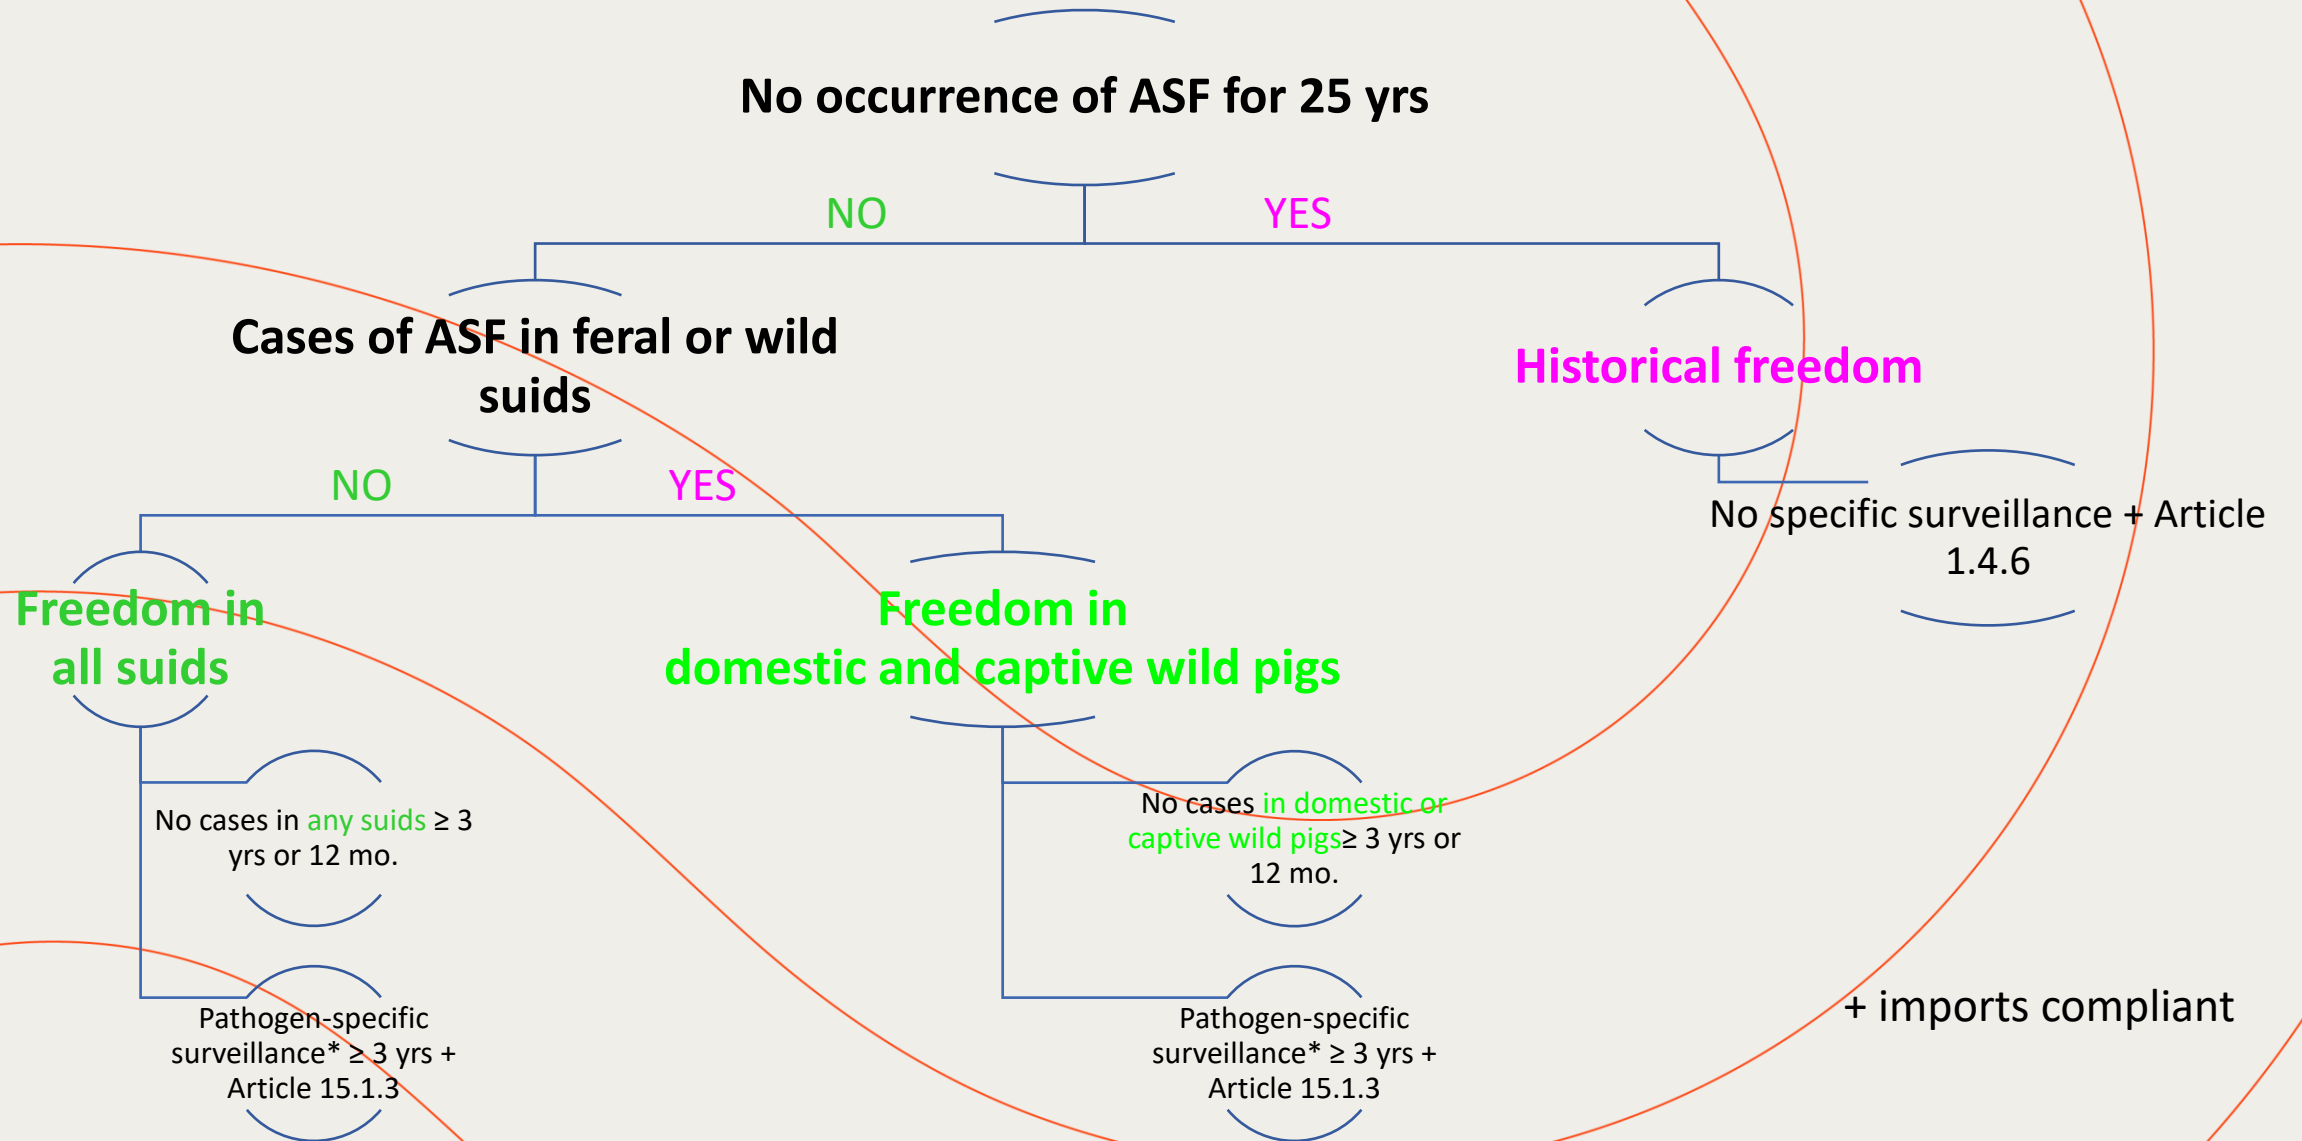 No occurrence of ASF for 25 yrs
NO
YES
Cases of ASF in feral or wild
suids
Historical freedom
NO
YES
No specific surveillance + Article
1.4.6
Freedom in
all suids
Freedom in
domestic and captive wild pigs
No cases in any suids ≥ 3
yrs or 12 mo.
No cases in domestic or
captive wild pigs≥ 3 yrs or
12 mo.
Pathogen-specific
surveillance* ≥ 3 yrs +
Article 15.1.3
Pathogen-specific
surveillance* ≥ 3 yrs +
Article 15.1.3
+ imports compliant